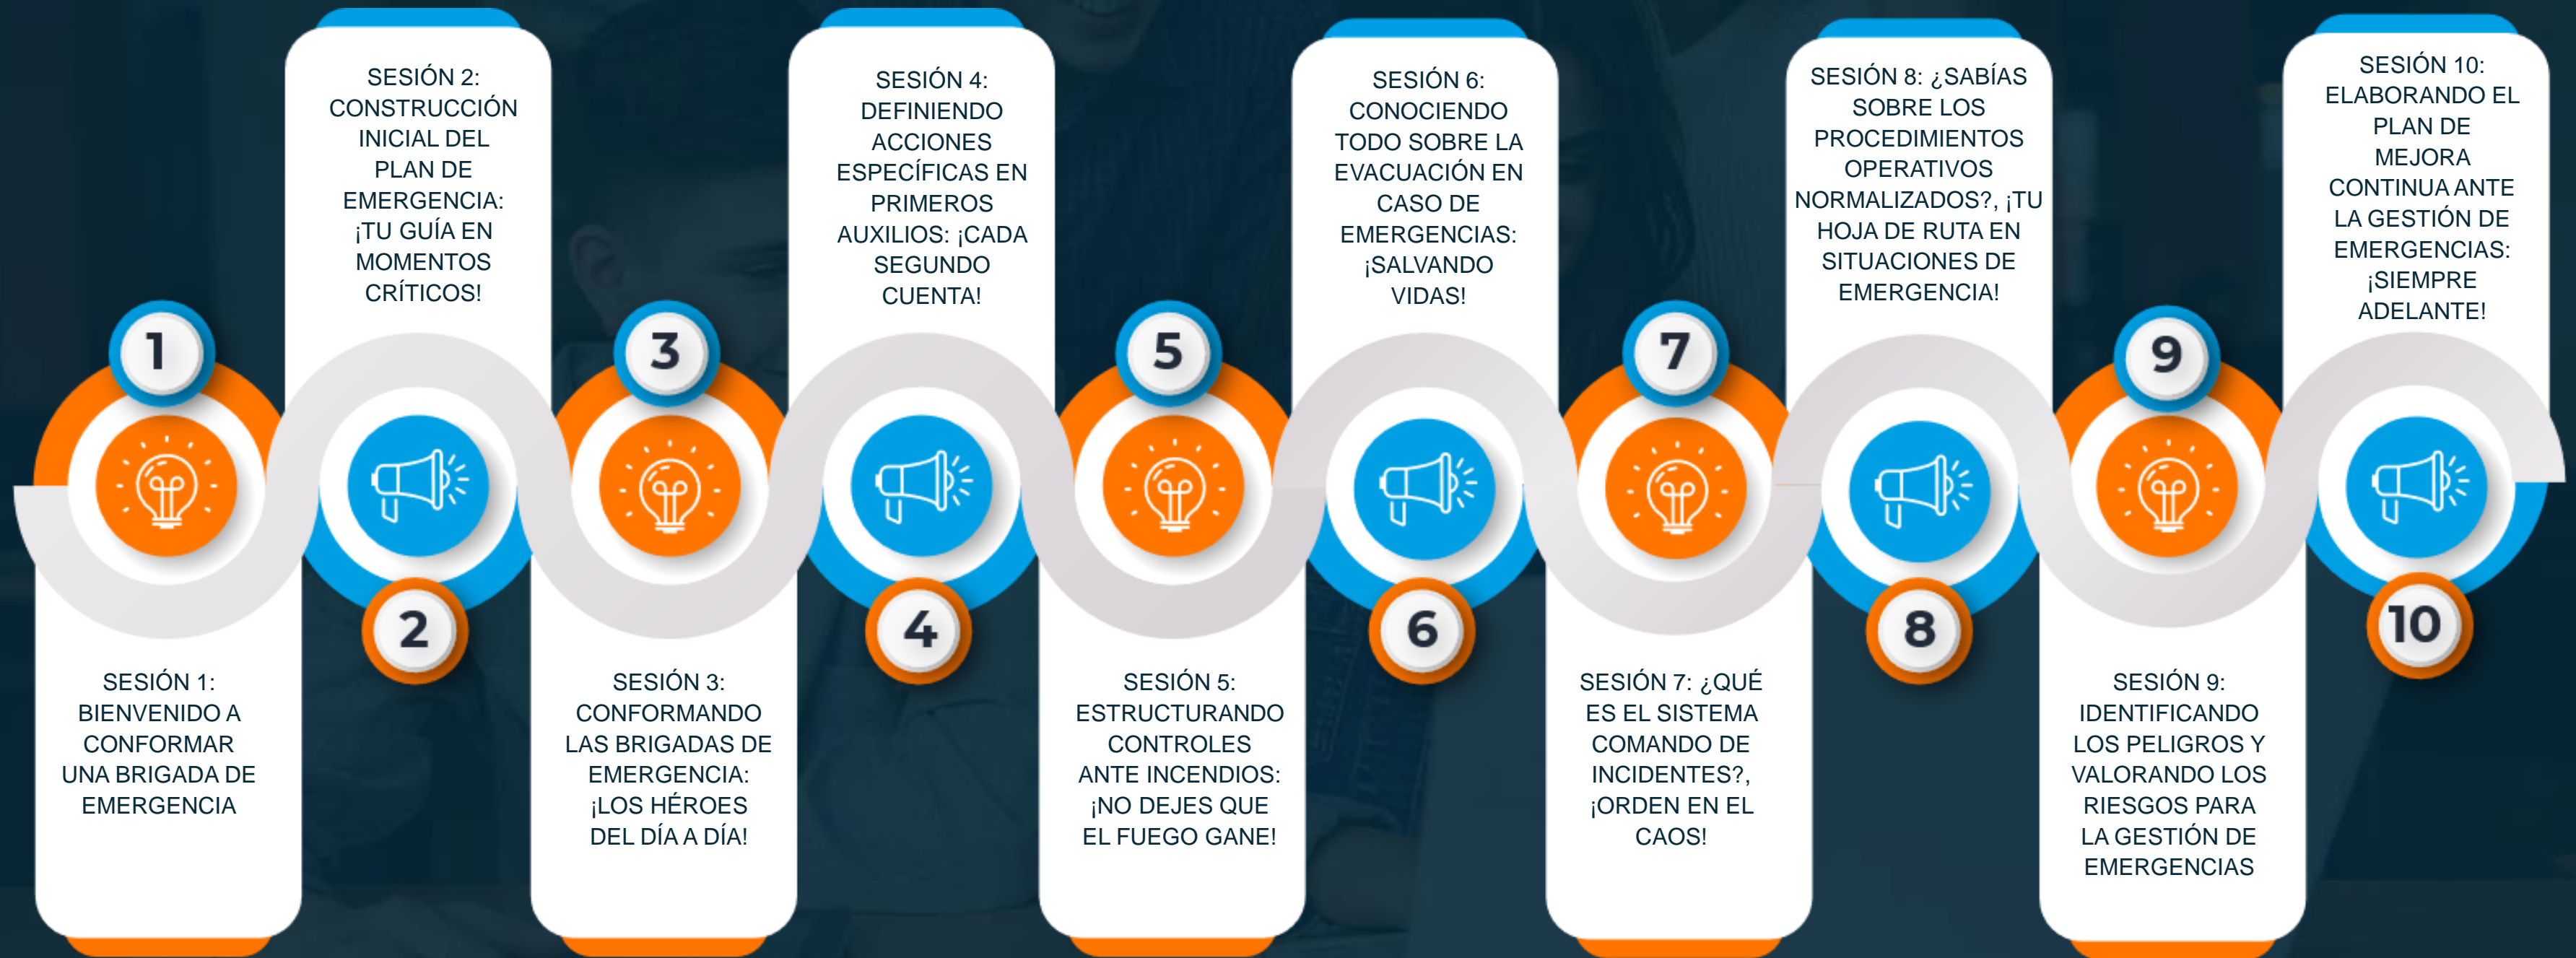 1
SESIÓN 1:
BIENVENIDO A
CONFORMAR
UNA BRIGADA DE
EMERGENCIA
SESIÓN 2:
CONSTRUCCIÓN
INICIAL DEL
PLAN DE
EMERGENCIA:
¡TU GUÍA EN
MOMENTOS
CRÍTICOS!
2
3
SESIÓN 3:
CONFORMANDO
LAS BRIGADAS DE
EMERGENCIA:
¡LOS HÉROES
DEL DÍA A DÍA!
SESIÓN 4:
DEFINIENDO
ACCIONES
ESPECÍFICAS EN
PRIMEROS
AUXILIOS: ¡CADA
SEGUNDO
CUENTA!
4
5
SESIÓN 5:
ESTRUCTURANDO
CONTROLES
ANTE INCENDIOS:
¡NO DEJES QUE
EL FUEGO GANE!
SESIÓN 6:
CONOCIENDO
TODO SOBRE LA
EVACUACIÓN EN
CASO DE
EMERGENCIAS:
¡SALVANDO
VIDAS!
6
7
SESIÓN 7: ¿QUÉ
ES EL SISTEMA
COMANDO DE
INCIDENTES?,
¡ORDEN EN EL
CAOS!
SESIÓN 8: ¿SABÍAS
SOBRE LOS
PROCEDIMIENTOS
OPERATIVOS
NORMALIZADOS?, ¡TU
HOJA DE RUTA EN
SITUACIONES DE
EMERGENCIA!
8
9
SESIÓN 9:
IDENTIFICANDO
LOS PELIGROS Y
VALORANDO LOS
RIESGOS PARA
LA GESTIÓN DE
EMERGENCIAS
SESIÓN 10:
ELABORANDO EL
PLAN DE
MEJORA
CONTINUA ANTE
LA GESTIÓN DE
EMERGENCIAS:
¡SIEMPRE
ADELANTE!
10